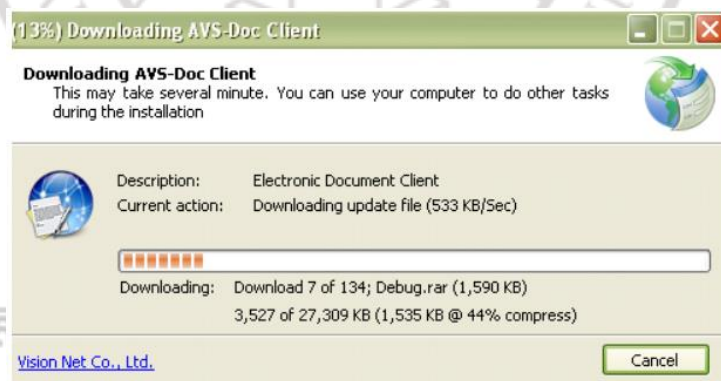 (13%) Downloading AVS-Doc Client
Downloading AVS-Doc Client
This may take several minute. You can use your computer to do other tasks
during the installation
Description: Electronic Document Client
Current action: Downloading update file (533 KB/Sec)
Downloading: Download 7 of 134; Debug.rar (1,590 KB)
3,527 of 27,309 KB (1,535 KB @ 44% compress)
Vision Net Co., Ltd. Cancel